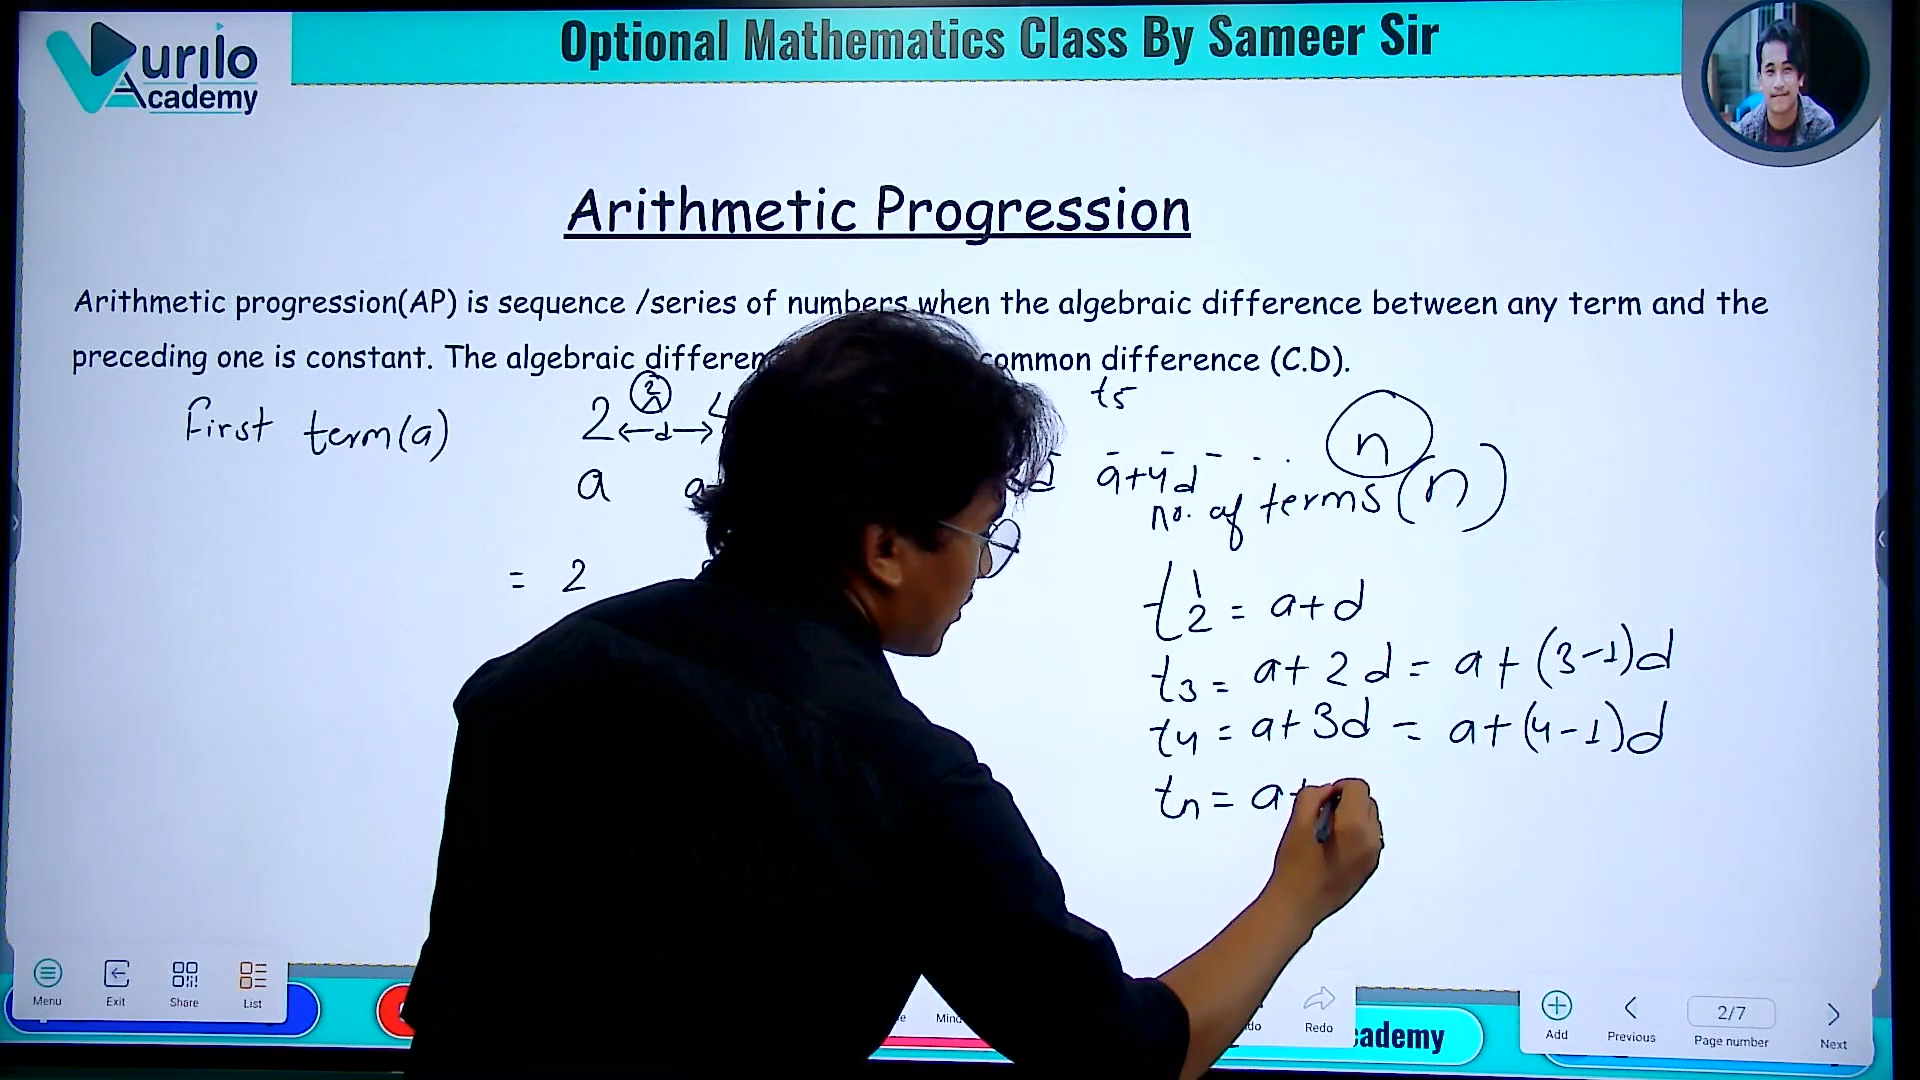 Vurilo Academy
Optional Mathematics Class By Sameer Sir
Arithmetic Progression
Arithmetic progression(AP) is sequence /series of numbers when the algebraic difference between any term and the
preceding one is constant. The algebraic differen common difference (C.D).
First term(a)
2 d
2
t5
n
a
a+4d
no. of terms (n)
= 2
t2 = a+d
1
t3 = a+2d = a+(3-1)d
t4 = a+3d = a+(4-1)d
tn = a+
Menu
Exit
Share
List
Redo
cademy
Add
Previous
2/7
Page number
Next